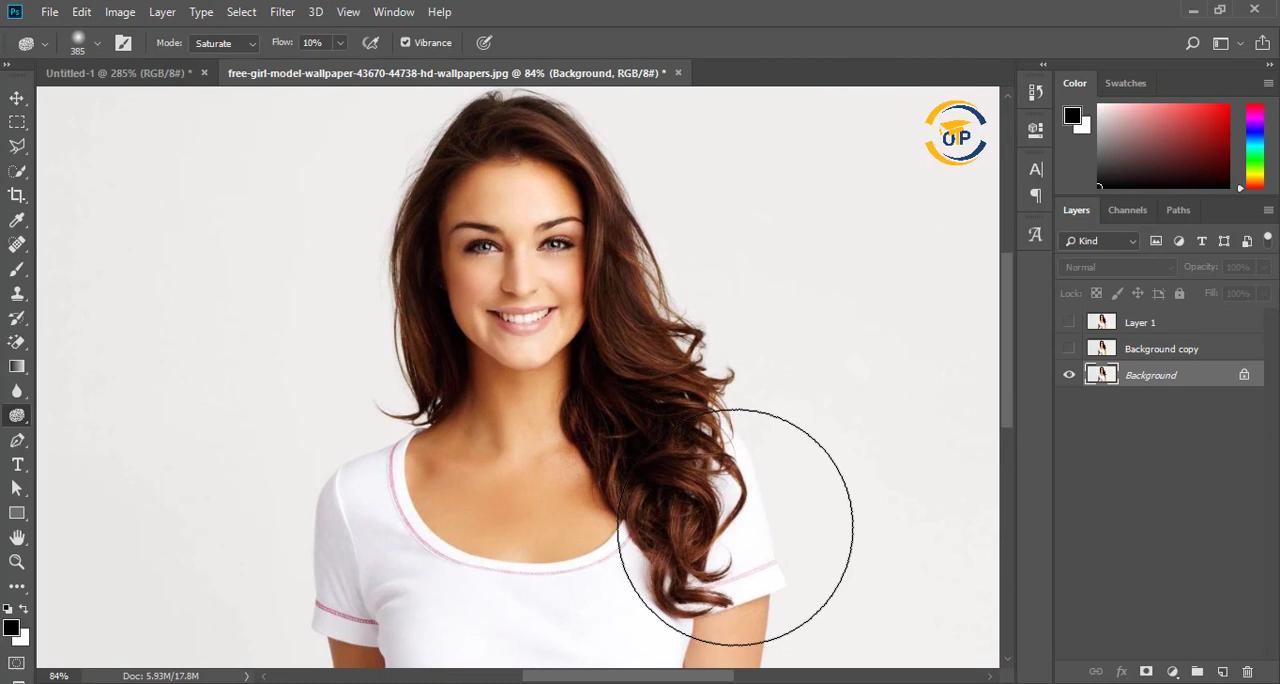 Ps File Edit Image Layer Type Select Filter 3D View Window Help
385 Mode: Saturate Flow: 10% Vibrance
Untitled-1 @ 285% (RGB/8#) * × free-girl-model-wallpaper-43670-44738-hd-wallpapers.jpg @ 84% (Background, RGB/8#) * ×
Color Swatches
OTP
Layers Channels Paths
Kind
Normal Opacity: 100%
Lock: Fill: 100%
Layer 1
Background copy
Background
fx
84% Doc: 5.93M/17.8M